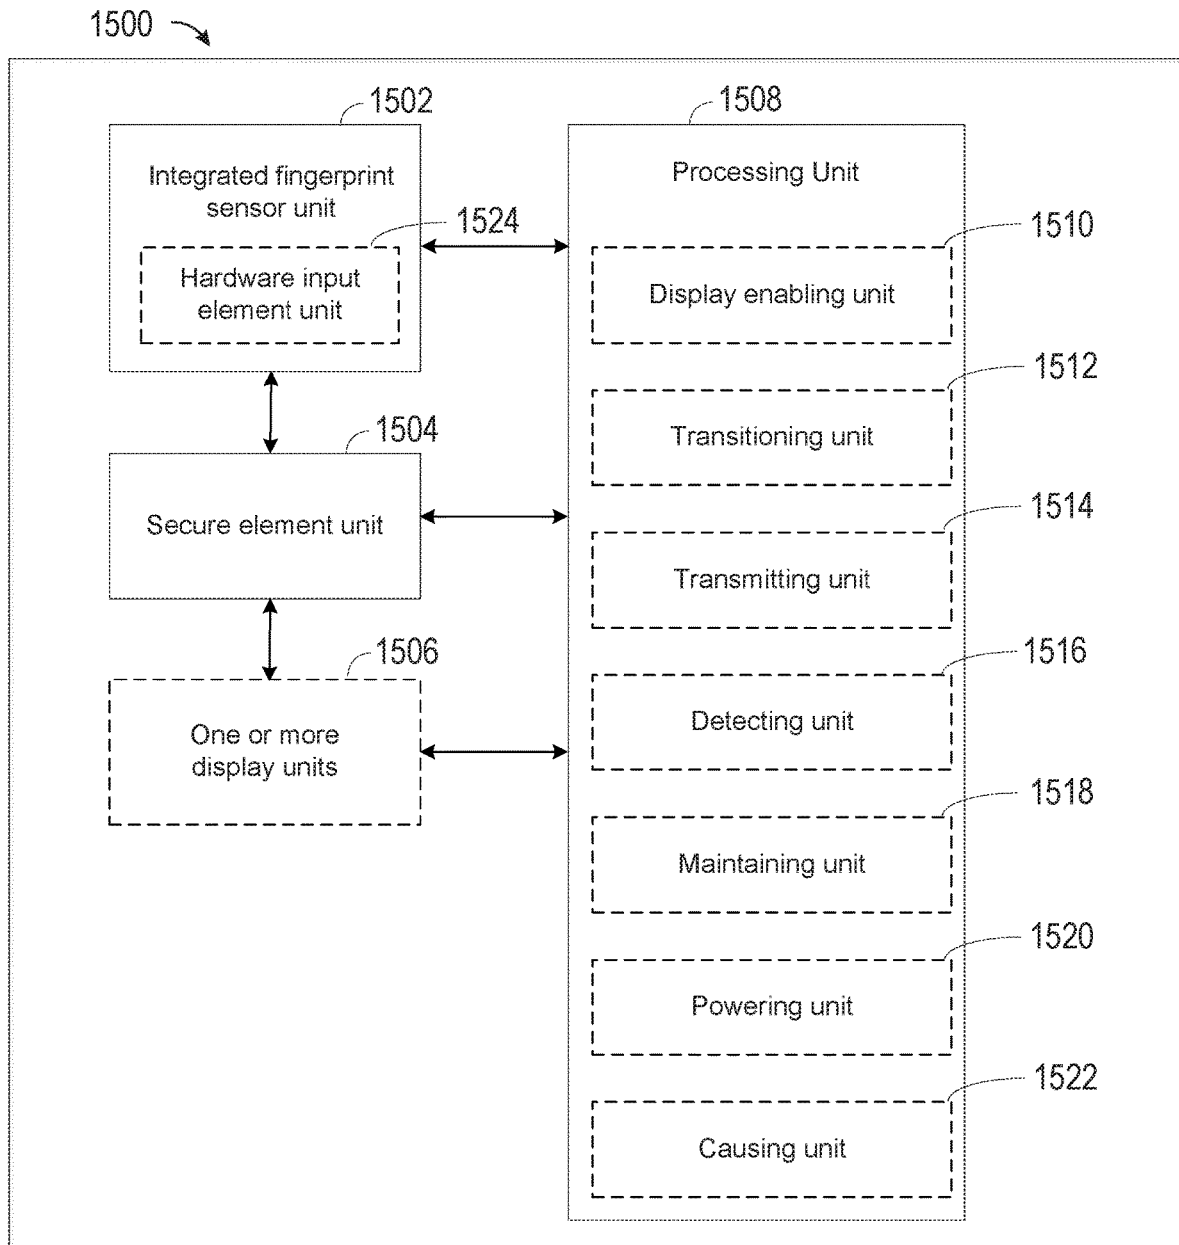 1500
1502
Integrated fingerprint
sensor unit
1524
Hardware input
element unit
1504
Secure element unit
1506
One or more
display units
1508
Processing Unit
1510
Display enabling unit
1512
Transitioning unit
1514
Transmitting unit
1516
Detecting unit
1518
Maintaining unit
1520
Powering unit
1522
Causing unit